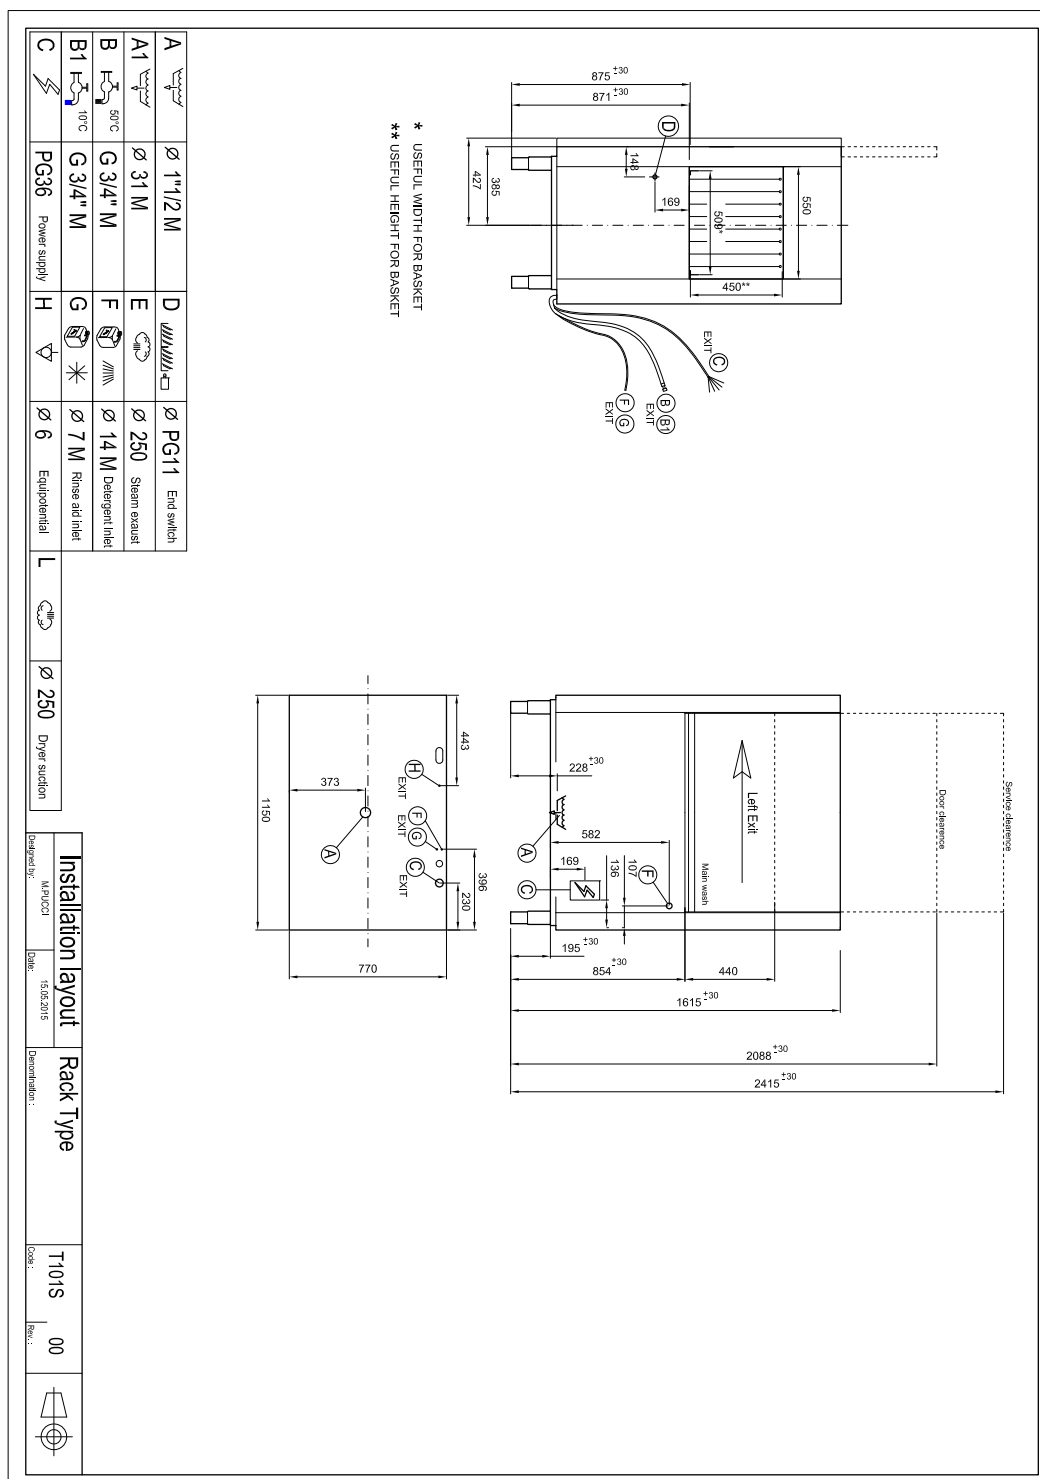 875 +30
871 ±30
D
148
169
385
427
550
509*
450**
* USEFUL WIDTH FOR BASKET
** USEFUL HEIGHT FOR BASKET
C
EXIT
B B1
EXIT
F G
EXIT
Service clearence
Door clearence
Left Exit
Main wash
228 ±30
A
582
169
C
136
107
F
195 ±30
854 ±30
440
1615 ±30
2088 ±30
2415 ±30
443
H
EXIT
373
F G
EXIT
C
EXIT
A
396
230
1150
770
A Ø 1"1/2 M D Ø PG11 End switch
A1 Ø 31 M E Ø 250 Steam exaust
B 50°C G 3/4" M F Ø 14 M Detergent inlet
B1 10°C G 3/4" M G Ø 7 M Rinse aid inlet
C PG36 Power supply H Ø 6 Equipotential L Ø 250 Dryer suction
Installation layout
Rack Type
T101S 00
Designed by: M.PUCCI
Date: 15.05.2015
Denomination :
Code :
Rev. :